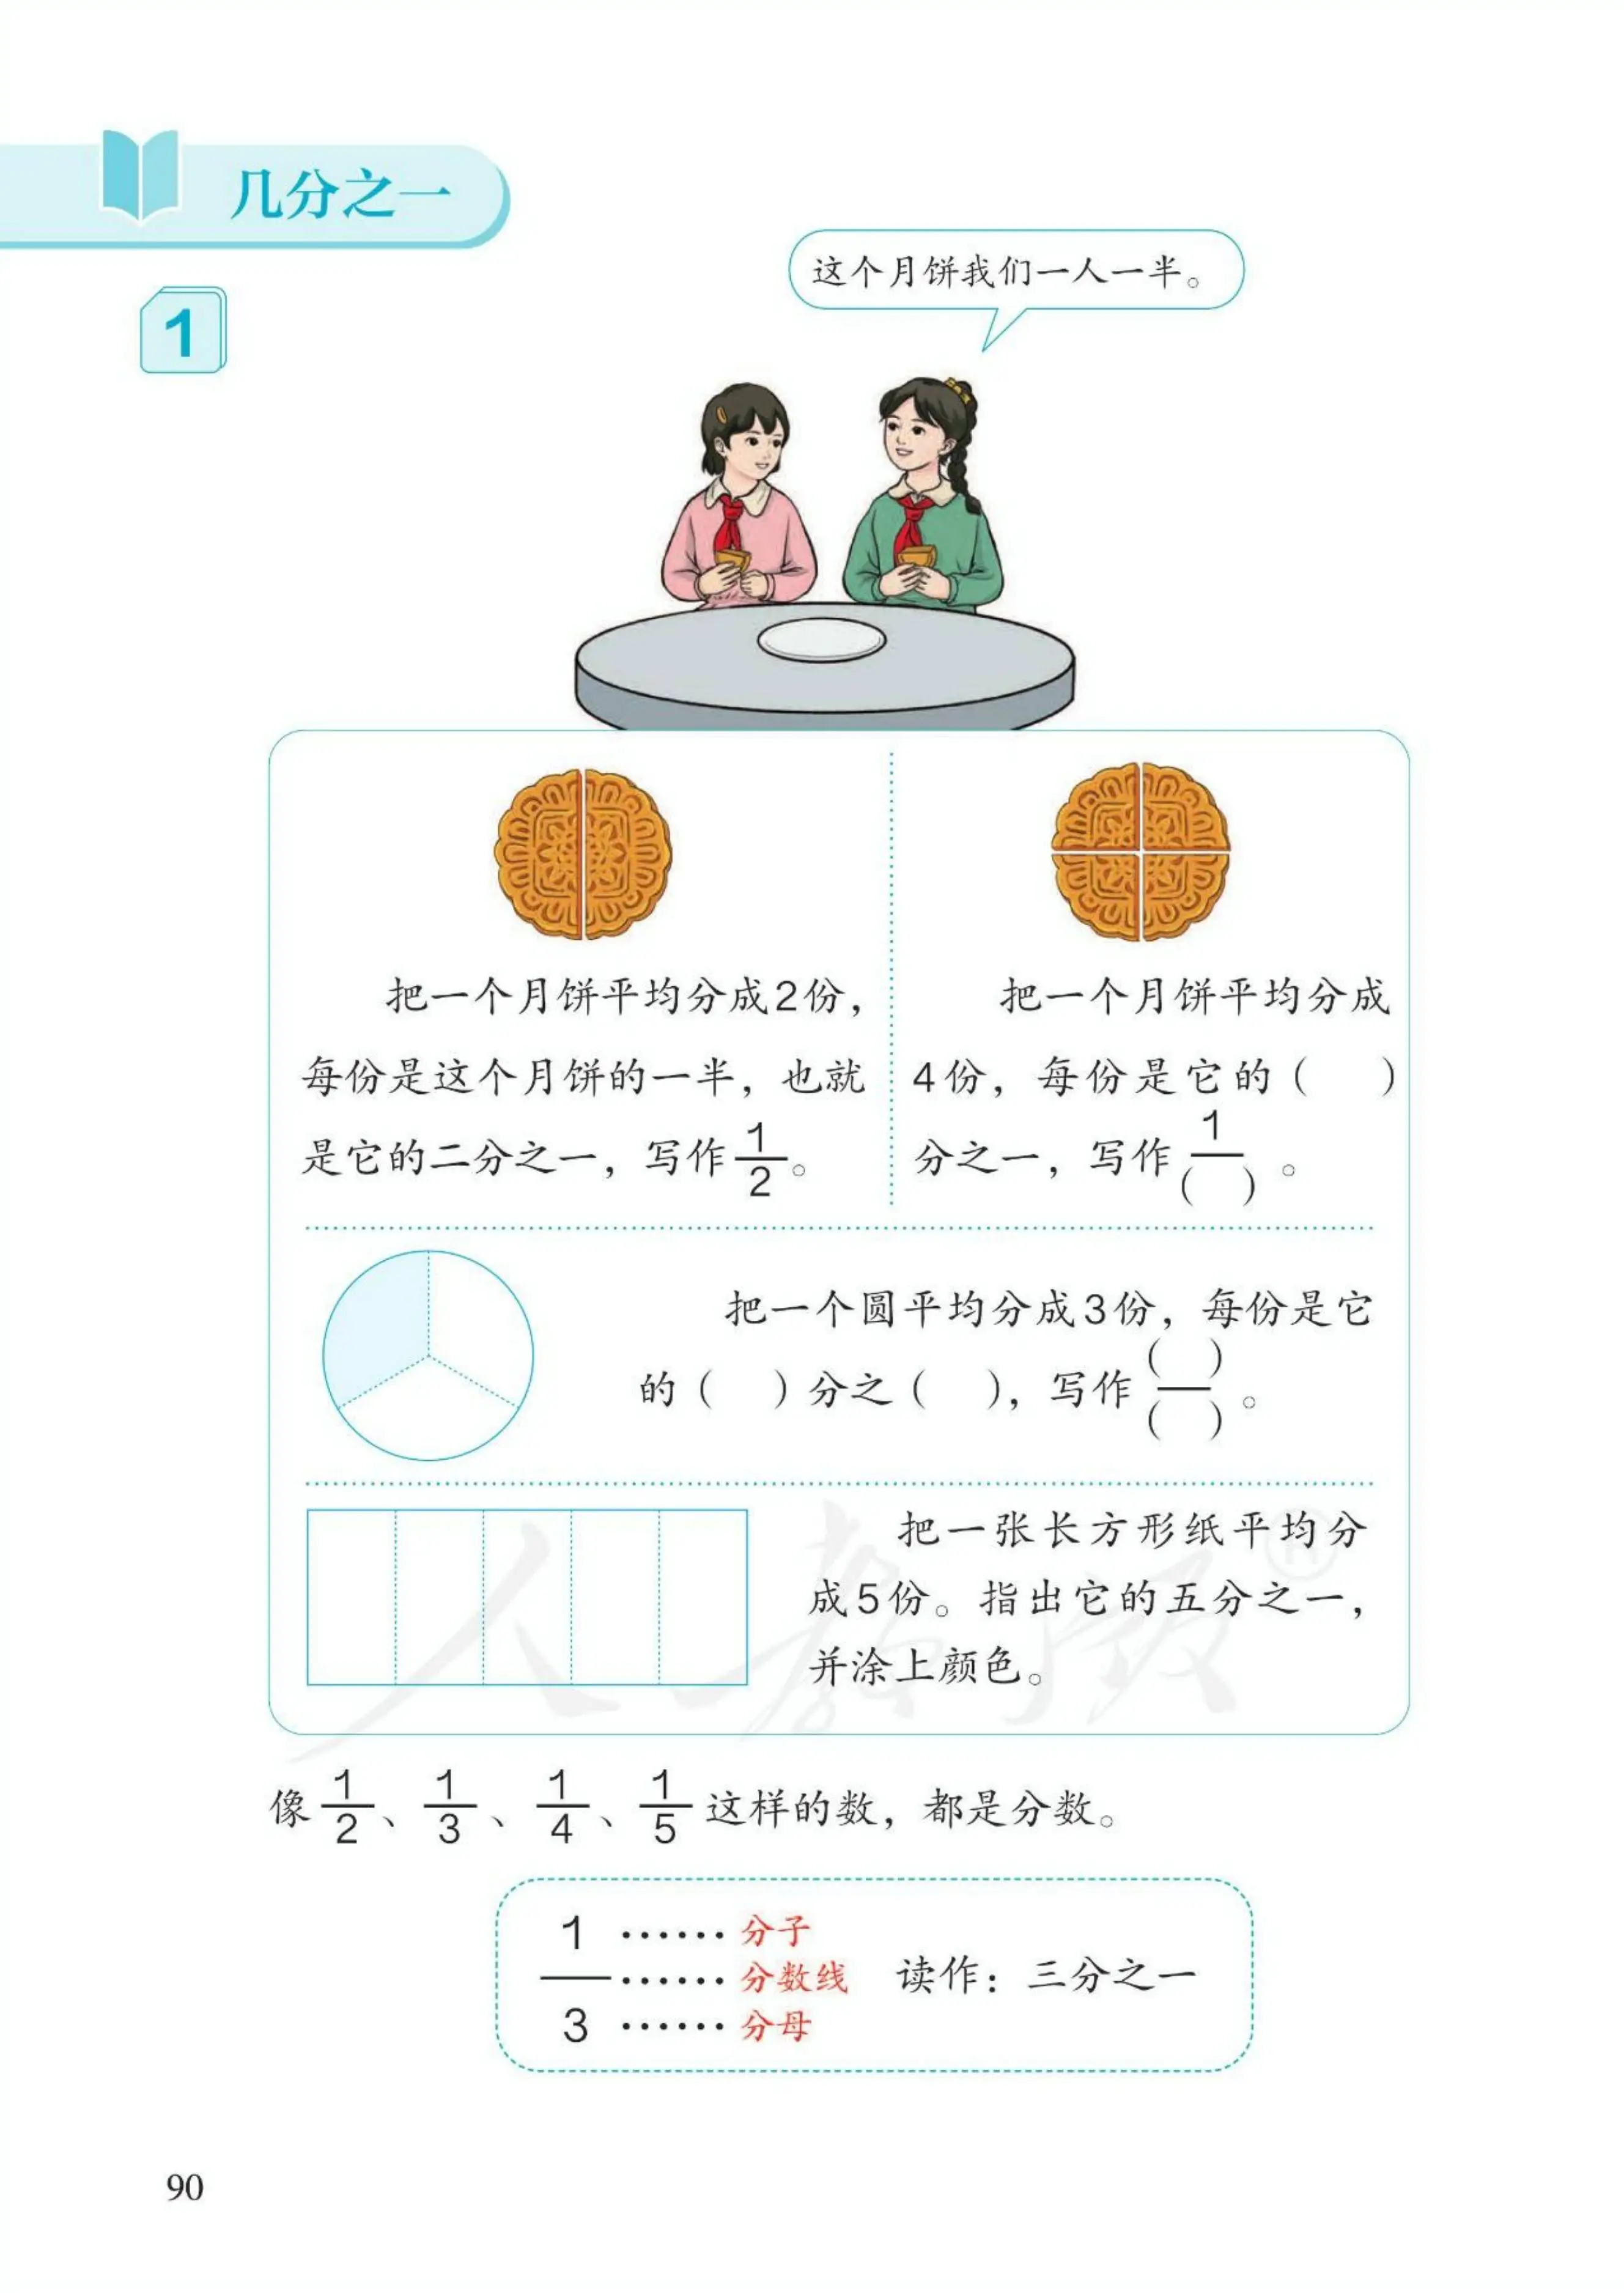 几分之一
这个月饼我们一人一半。
1
把一个月饼平均分成2份，
每份是这个月饼的一半，也就
是它的二分之一，写作 1/2。
把一个月饼平均分成
4份，每份是它的（ ）
分之一，写作 1/( )。
把一个圆平均分成3份，每份是它
的（ ）分之（ ），写作 ( )/( )。
把一张长方形纸平均分
成5份。指出它的五分之一，
并涂上颜色。
人教版®
像 1/2、1/3、1/4、1/5 这样的数，都是分数。
1 …… 分子
—— …… 分数线 读作：三分之一
3 …… 分母
90